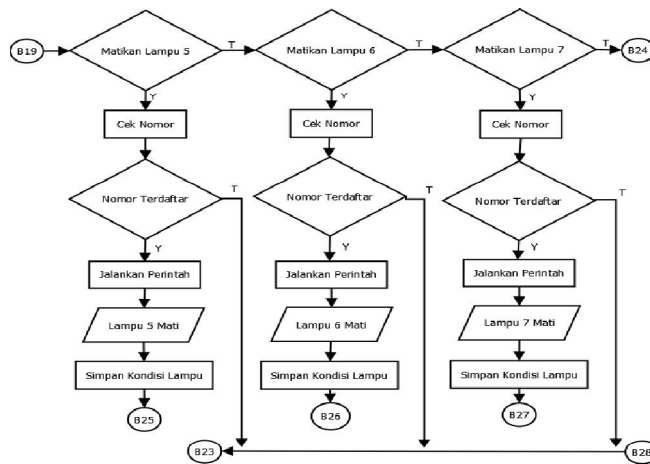 B19
Matikan Lampu 5
T
Matikan Lampu 6
T
Matikan Lampu 7
T
B24
Y
Y
Y
Cek Nomor
Cek Nomor
Cek Nomor
Nomor Terdaftar
T
Nomor Terdaftar
T
Nomor Terdaftar
T
Y
Y
Y
Jalankan Perintah
Jalankan Perintah
Jalankan Perintah
Lampu 5 Mati
Lampu 6 Mati
Lampu 7 Mati
Simpan Kondisi Lampu
Simpan Kondisi Lampu
Simpan Kondisi Lampu
B25
B26
B27
B23
B28